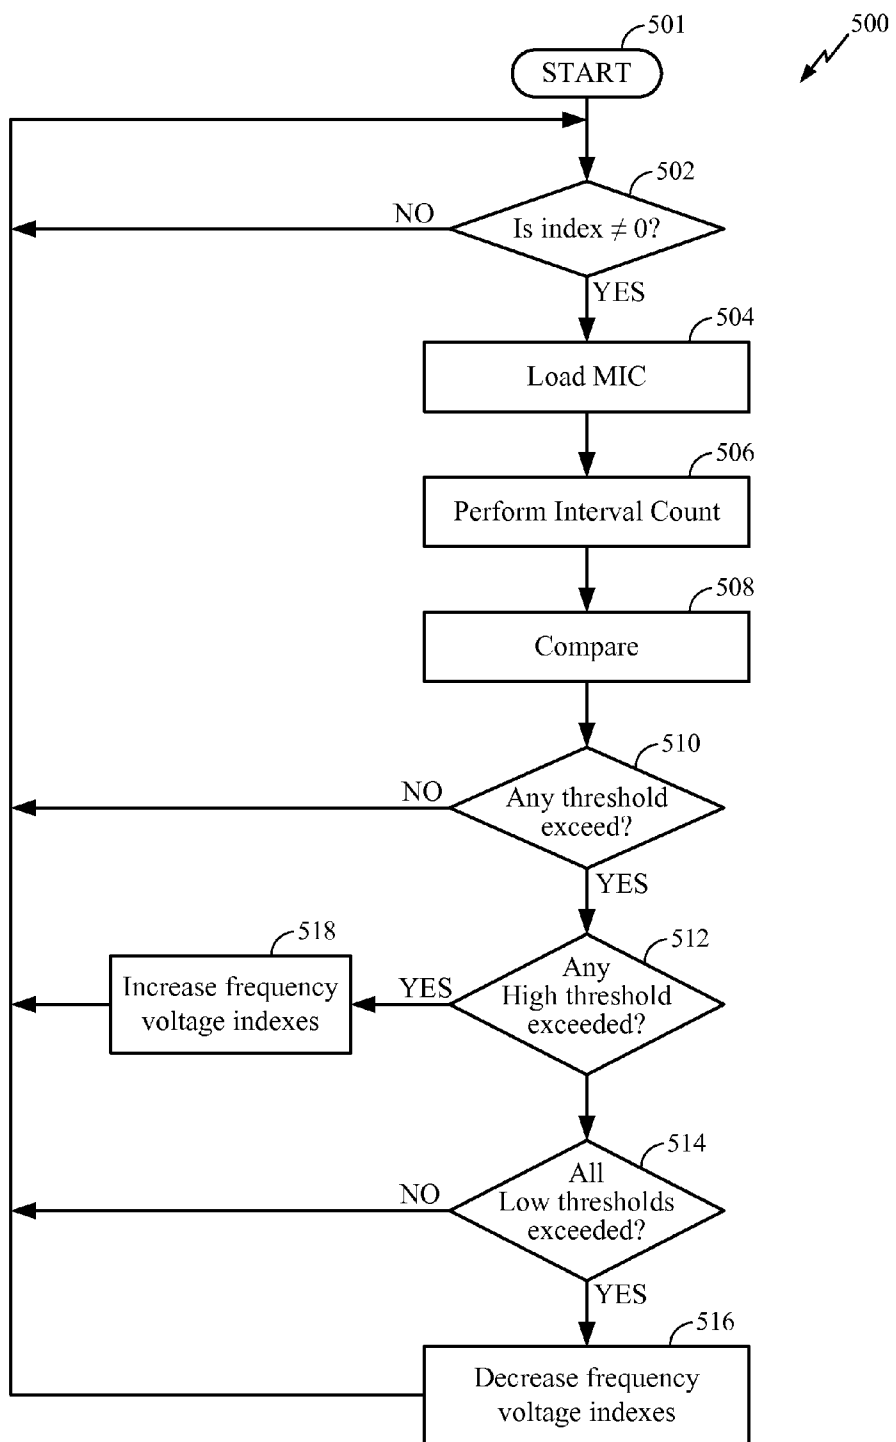 501
500
START
502
NO
Is index ≠ 0?
YES
504
Load MIC
506
Perform Interval Count
508
Compare
510
NO
Any threshold
exceed?
YES
518
512
Increase frequency
voltage indexes
YES
Any
High threshold
exceeded?
514
NO
All
Low thresholds
exceeded?
YES
516
Decrease frequency
voltage indexes